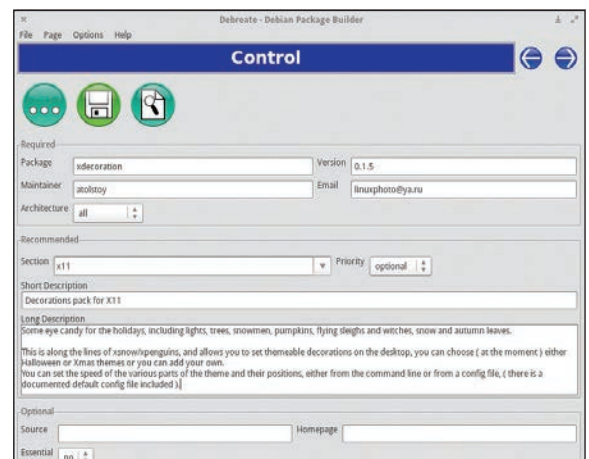 Debreate - Debian Package Builder
File Page Options Help
Control
Required
Package xdecoration Version 0.1.5
Maintainer atolstoy Email linuxphoto@ya.ru
Architecture all
Recommended
Section x11 Priority optional
Short Description
Decorations pack for X11
Long Description
Some eye candy for the holidays, including lights, trees, snowmen, pumpkins, flying sleighs and witches, snow and autumn leaves.
This is along the lines of xsnow/xpenguins, and allows you to set themeable decorations on the desktop, you can choose ( at the moment ) either
Halloween or Xmas themes or you can add your own.
You can set the speed of the various parts of the theme and their positions, either from the command line or from a config file, ( there is a
documented default config file included ).
Optional
Source Homepage
Essential no